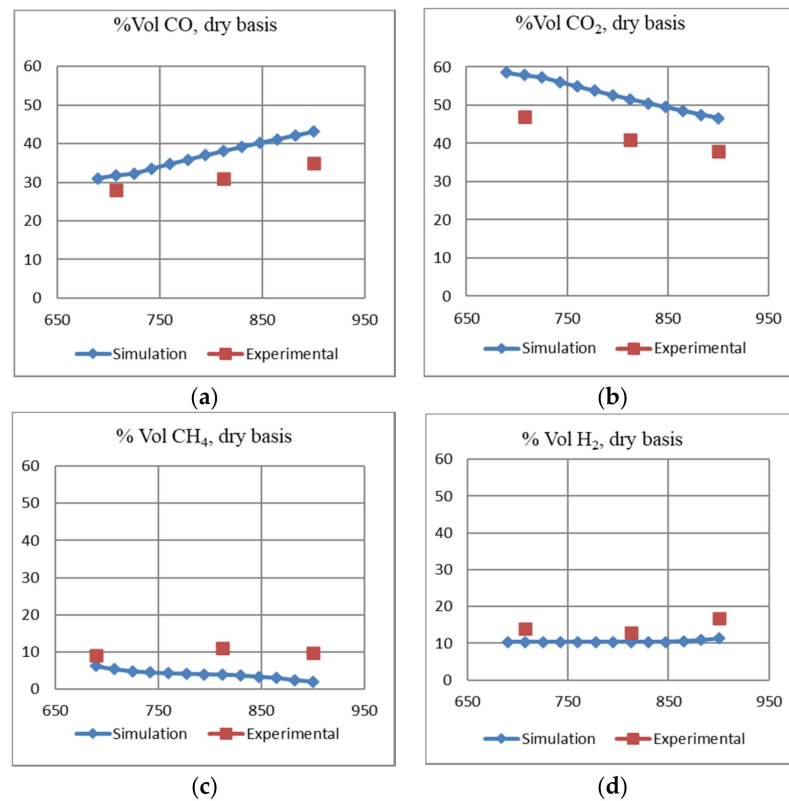 %Vol CO, dry basis
60
50
40
30
20
10
0
650 750 850 950
Simulation Experimental
(a)
%Vol CO₂, dry basis
60
50
40
30
20
10
0
650 750 850 950
Simulation Experimental
(b)
% Vol CH₄, dry basis
60
50
40
30
20
10
0
650 750 850 950
Simulation Experimental
(c)
% Vol H₂, dry basis
60
50
40
30
20
10
0
650 750 850 950
Simulation Experimental
(d)